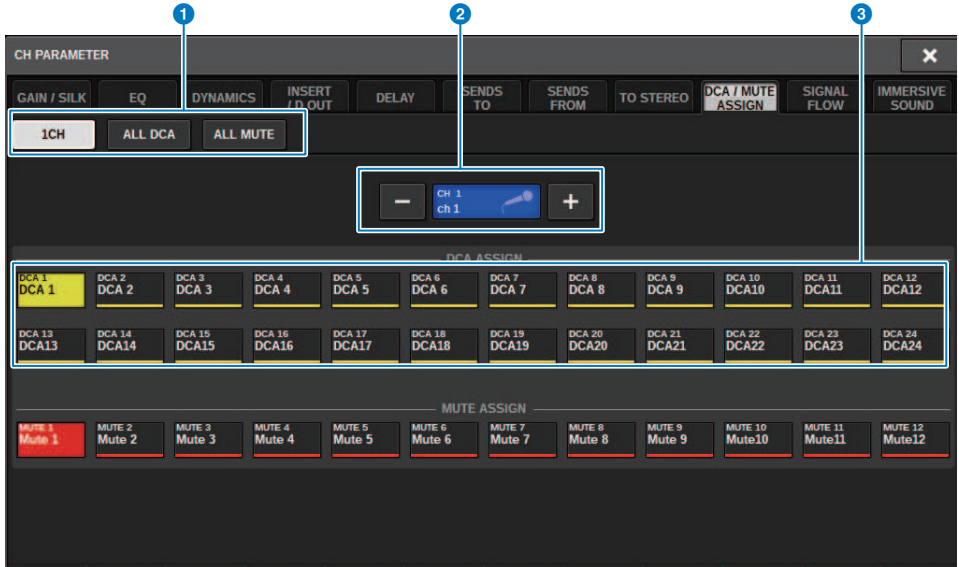 1 2 3
CH PARAMETER
GAIN / SILK EQ DYNAMICS INSERT / D.OUT DELAY SENDS TO SENDS FROM TO STEREO DCA / MUTE ASSIGN SIGNAL FLOW IMMERSIVE SOUND
1CH ALL DCA ALL MUTE
CH 1
− ch 1 +
DCA ASSIGN
DCA 1 DCA 2 DCA 3 DCA 4 DCA 5 DCA 6 DCA 7 DCA 8 DCA 9 DCA 10 DCA 11 DCA 12
DCA 1 DCA 2 DCA 3 DCA 4 DCA 5 DCA 6 DCA 7 DCA 8 DCA 9 DCA10 DCA11 DCA12
DCA 13 DCA 14 DCA 15 DCA 16 DCA 17 DCA 18 DCA 19 DCA 20 DCA 21 DCA 22 DCA 23 DCA 24
DCA13 DCA14 DCA15 DCA16 DCA17 DCA18 DCA19 DCA20 DCA21 DCA22 DCA23 DCA24
MUTE ASSIGN
MUTE 1 MUTE 2 MUTE 3 MUTE 4 MUTE 5 MUTE 6 MUTE 7 MUTE 8 MUTE 9 MUTE 10 MUTE 11 MUTE 12
Mute 1 Mute 2 Mute 3 Mute 4 Mute 5 Mute 6 Mute 7 Mute 8 Mute 9 Mute10 Mute11 Mute12